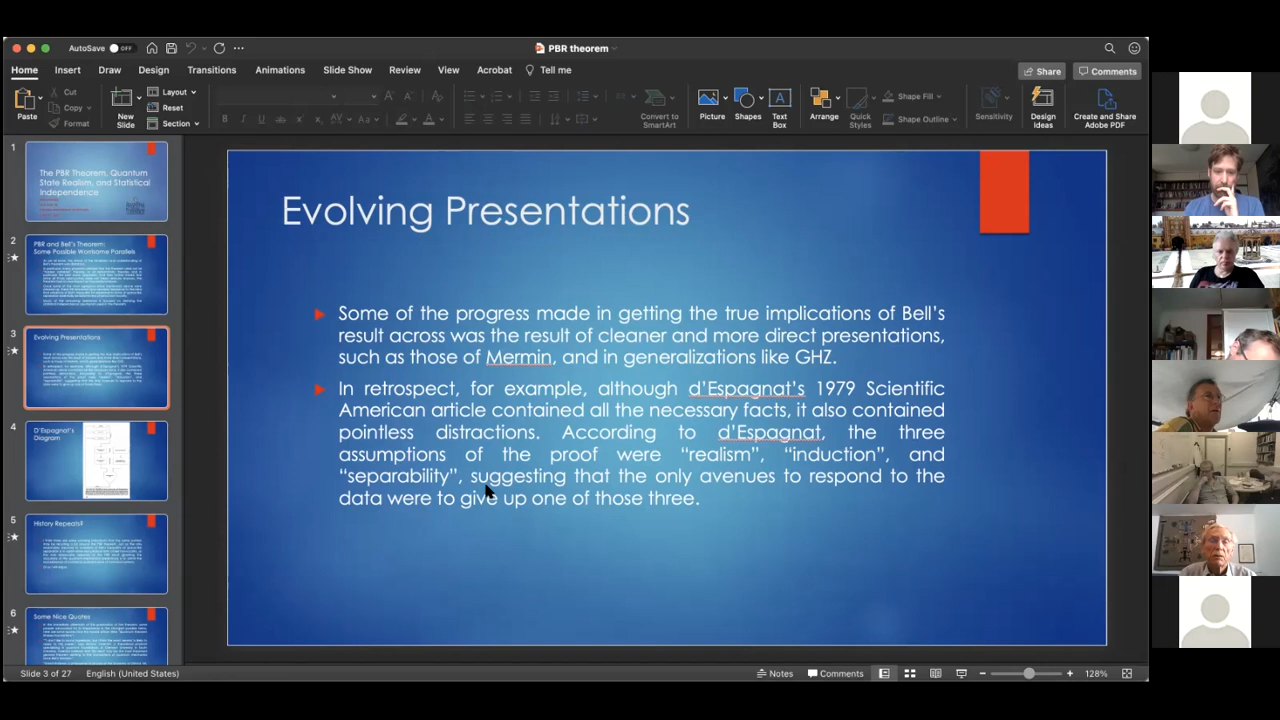 AutoSave OFF
PBR theorem
Home Insert Draw Design Transitions Animations Slide Show Review View Acrobat Tell me
Share Comments
Paste
Cut
Copy
Format
New Slide
Layout
Reset
Section
Convert to SmartArt
Picture
Shapes
Text Box
Arrange
Quick Styles
Shape Fill
Shape Outline
Sensitivity
Design Ideas
Create and Share Adobe PDF
1
The PBR Theorem, Quantum
State Realism, and Statistical
Independence
2
PBR and Bell's Theorem:
Some Possible Worrisome Parallels
3
Evolving Presentations
4
D'Espagnat's
Diagram
5
History Repeats?
6
Some Nice Quotes
Evolving Presentations
Some of the progress made in getting the true implications of Bell's
result across was the result of cleaner and more direct presentations,
such as those of Mermin, and in generalizations like GHZ.
In retrospect, for example, although d'Espagnat's 1979 Scientific
American article contained all the necessary facts, it also contained
pointless distractions. According to d'Espagnat, the three
assumptions of the proof were “realism”, “induction”, and
“separability”, suggesting that the only avenues to respond to the
data were to give up one of those three.
Slide 3 of 27 English (United States)
Notes Comments 128%